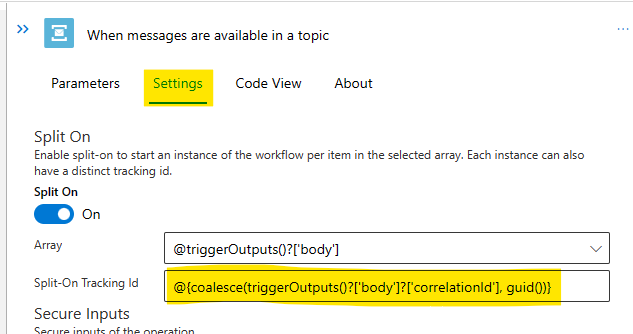 When messages are available in a topic
Parameters
Settings
Code View
About
Split On
Enable split-on to start an instance of the workflow per item in the selected array. Each instance can also
have a distinct tracking id.
Split On
On
Array
@triggerOutputs()?['body']
Split-On Tracking Id
@{coalesce(triggerOutputs()?['body']?['correlationId'], guid())}
Secure Inputs
Secure inputs of the operation